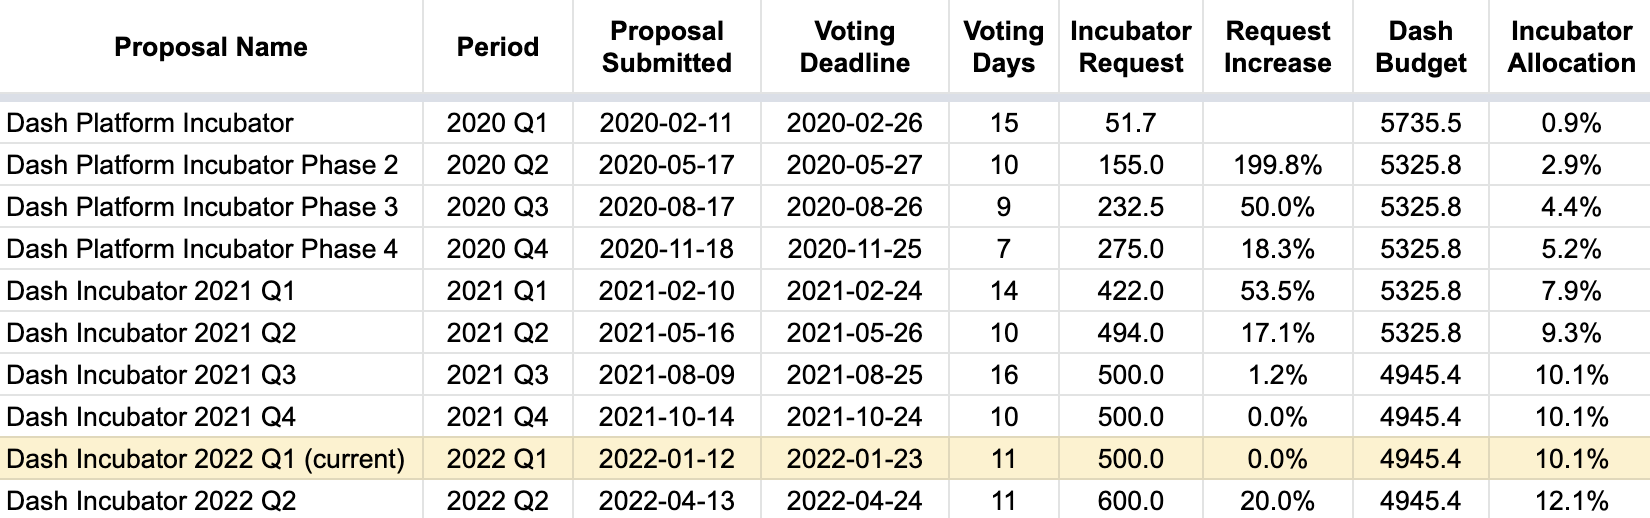 Proposal Name Period Proposal Submitted Voting Deadline Voting Days Incubator Request Request Increase Dash Budget Incubator Allocation
Dash Platform Incubator 2020 Q1 2020-02-11 2020-02-26 15 51.7 5735.5 0.9%
Dash Platform Incubator Phase 2 2020 Q2 2020-05-17 2020-05-27 10 155.0 199.8% 5325.8 2.9%
Dash Platform Incubator Phase 3 2020 Q3 2020-08-17 2020-08-26 9 232.5 50.0% 5325.8 4.4%
Dash Platform Incubator Phase 4 2020 Q4 2020-11-18 2020-11-25 7 275.0 18.3% 5325.8 5.2%
Dash Incubator 2021 Q1 2021 Q1 2021-02-10 2021-02-24 14 422.0 53.5% 5325.8 7.9%
Dash Incubator 2021 Q2 2021 Q2 2021-05-16 2021-05-26 10 494.0 17.1% 5325.8 9.3%
Dash Incubator 2021 Q3 2021 Q3 2021-08-09 2021-08-25 16 500.0 1.2% 4945.4 10.1%
Dash Incubator 2021 Q4 2021 Q4 2021-10-14 2021-10-24 10 500.0 0.0% 4945.4 10.1%
Dash Incubator 2022 Q1 (current) 2022 Q1 2022-01-12 2022-01-23 11 500.0 0.0% 4945.4 10.1%
Dash Incubator 2022 Q2 2022 Q2 2022-04-13 2022-04-24 11 600.0 20.0% 4945.4 12.1%